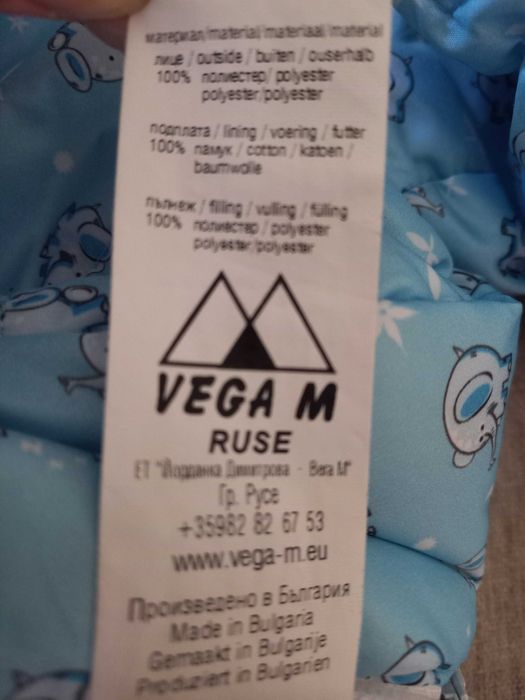 материал/material/materiaal/material
лице / outside / buiten / ouserhalb
100% полиестер/ polyester
polyester/polyester
подплата / lining / voering / futter
100% памук / cotton / katoen /
baumwolle
пълнеж / filling / vulling / fülling
100% полиестер / polyester
polyester/polyester
VEGA M
RUSE
ЕТ "Йорданка Димитрова - Вега М"
Гр. Русе
+35982 82 67 53
www.vega-m.eu
Произведено в България
Made in Bulgaria
Gemaakt in Bulgarije
Produziert in Bulgarien